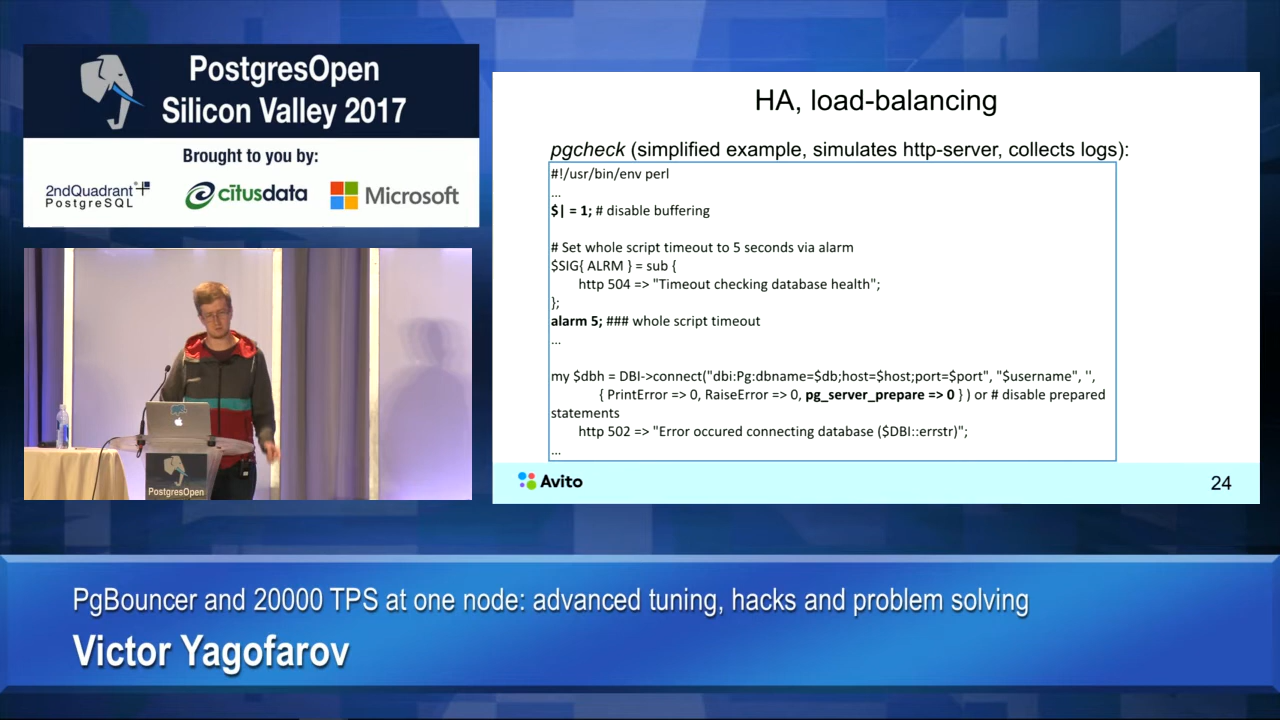 PostgresOpen
Silicon Valley 2017
Brought to you by:
2ndQuadrant
PostgreSQL
citusdata
Microsoft
PostgresOpen
HA, load-balancing
pgcheck (simplified example, simulates http-server, collects logs):
#!/usr/bin/env perl
...
$| = 1; # disable buffering
# Set whole script timeout to 5 seconds via alarm
$SIG{ ALRM } = sub {
http 504 => "Timeout checking database health";
};
alarm 5; ### whole script timeout
...
my $dbh = DBI->connect("dbi:Pg:dbname=$db;host=$host;port=$port", "$username", '',
{ PrintError => 0, RaiseError => 0, pg_server_prepare => 0 } ) or # disable prepared
statements
http 502 => "Error occured connecting database ($DBI::errstr)";
...
Avito
24
PgBouncer and 20000 TPS at one node: advanced tuning, hacks and problem solving
Victor Yagofarov